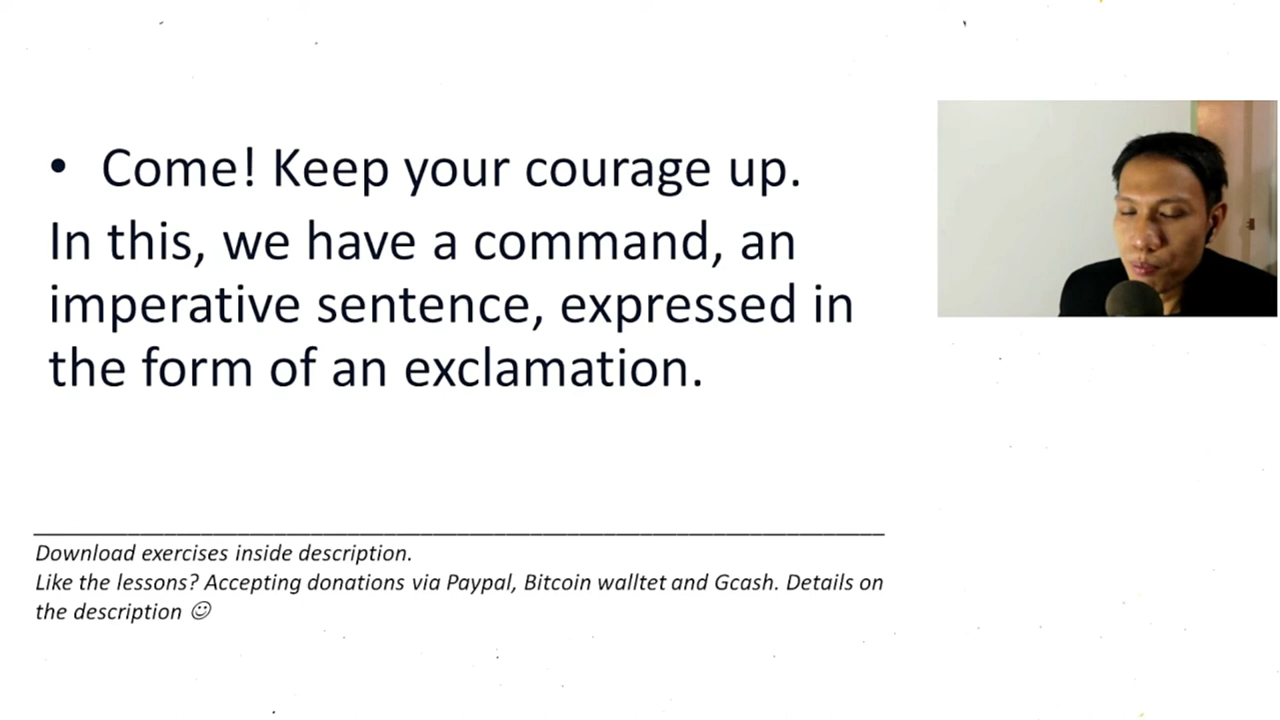 • Come! Keep your courage up.
In this, we have a command, an
imperative sentence, expressed in
the form of an exclamation.
Download exercises inside description.
Like the lessons? Accepting donations via Paypal, Bitcoin walltet and Gcash. Details on
the description ☺